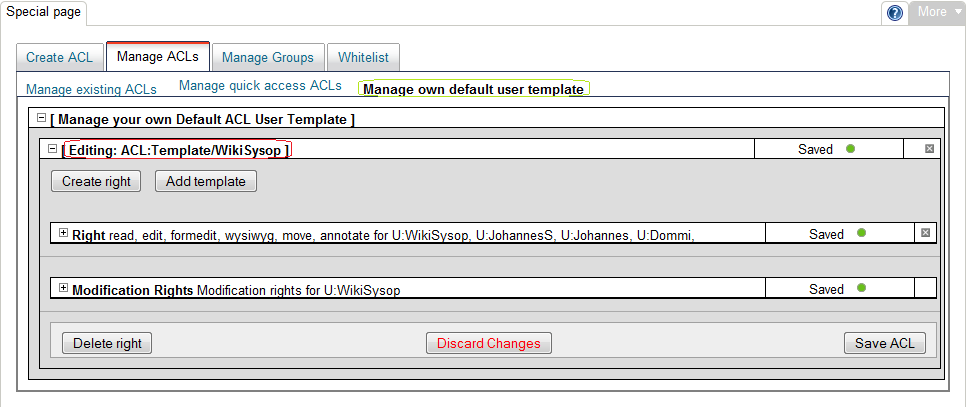 Special page
? More
Create ACL Manage ACLs Manage Groups Whitelist
Manage existing ACLs Manage quick access ACLs Manage own default user template
[ Manage your own Default ACL User Template ]
[ Editing: ACL:Template/WikiSysop ] Saved
Create right Add template
Right read, edit, formedit, wysiwyg, move, annotate for U:WikiSysop, U:JohannesS, U:Johannes, U:Dommi, Saved
Modification Rights Modification rights for U:WikiSysop Saved
Delete right Discard Changes Save ACL